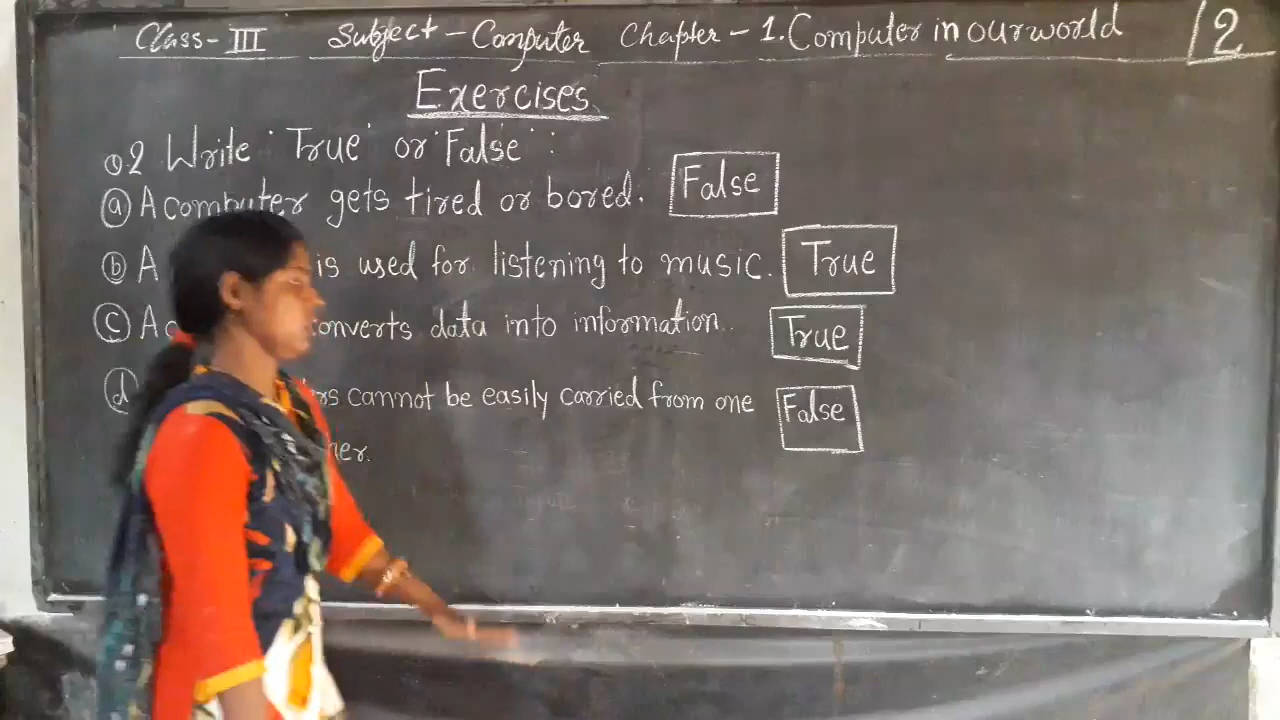 Class-III Subject-Computer Chapter-1. Computer in our world 2
Exercises
Q.2 Write 'True' or 'False' :
(a) A computer gets tired or bored. False
(b) A is used for listening to music. True
(c) A converts data into information. True
(d) cannot be easily carried from one False